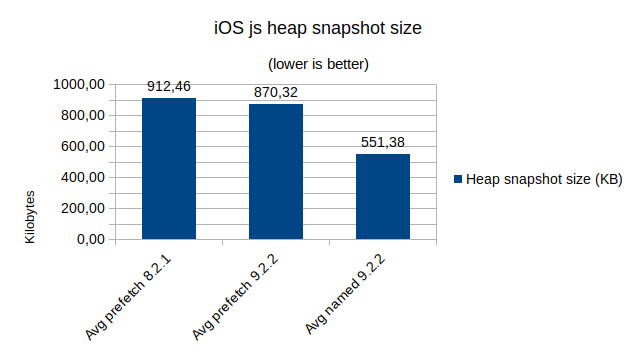 iOS js heap snapshot size
(lower is better)
1000,00
800,00
600,00
400,00
200,00
0,00
Kilobytes
912,46
870,32
551,38
Avg prefetch 8.2.1
Avg prefetch 9.2.2
Avg named 9.2.2
Heap snapshot size (KB)